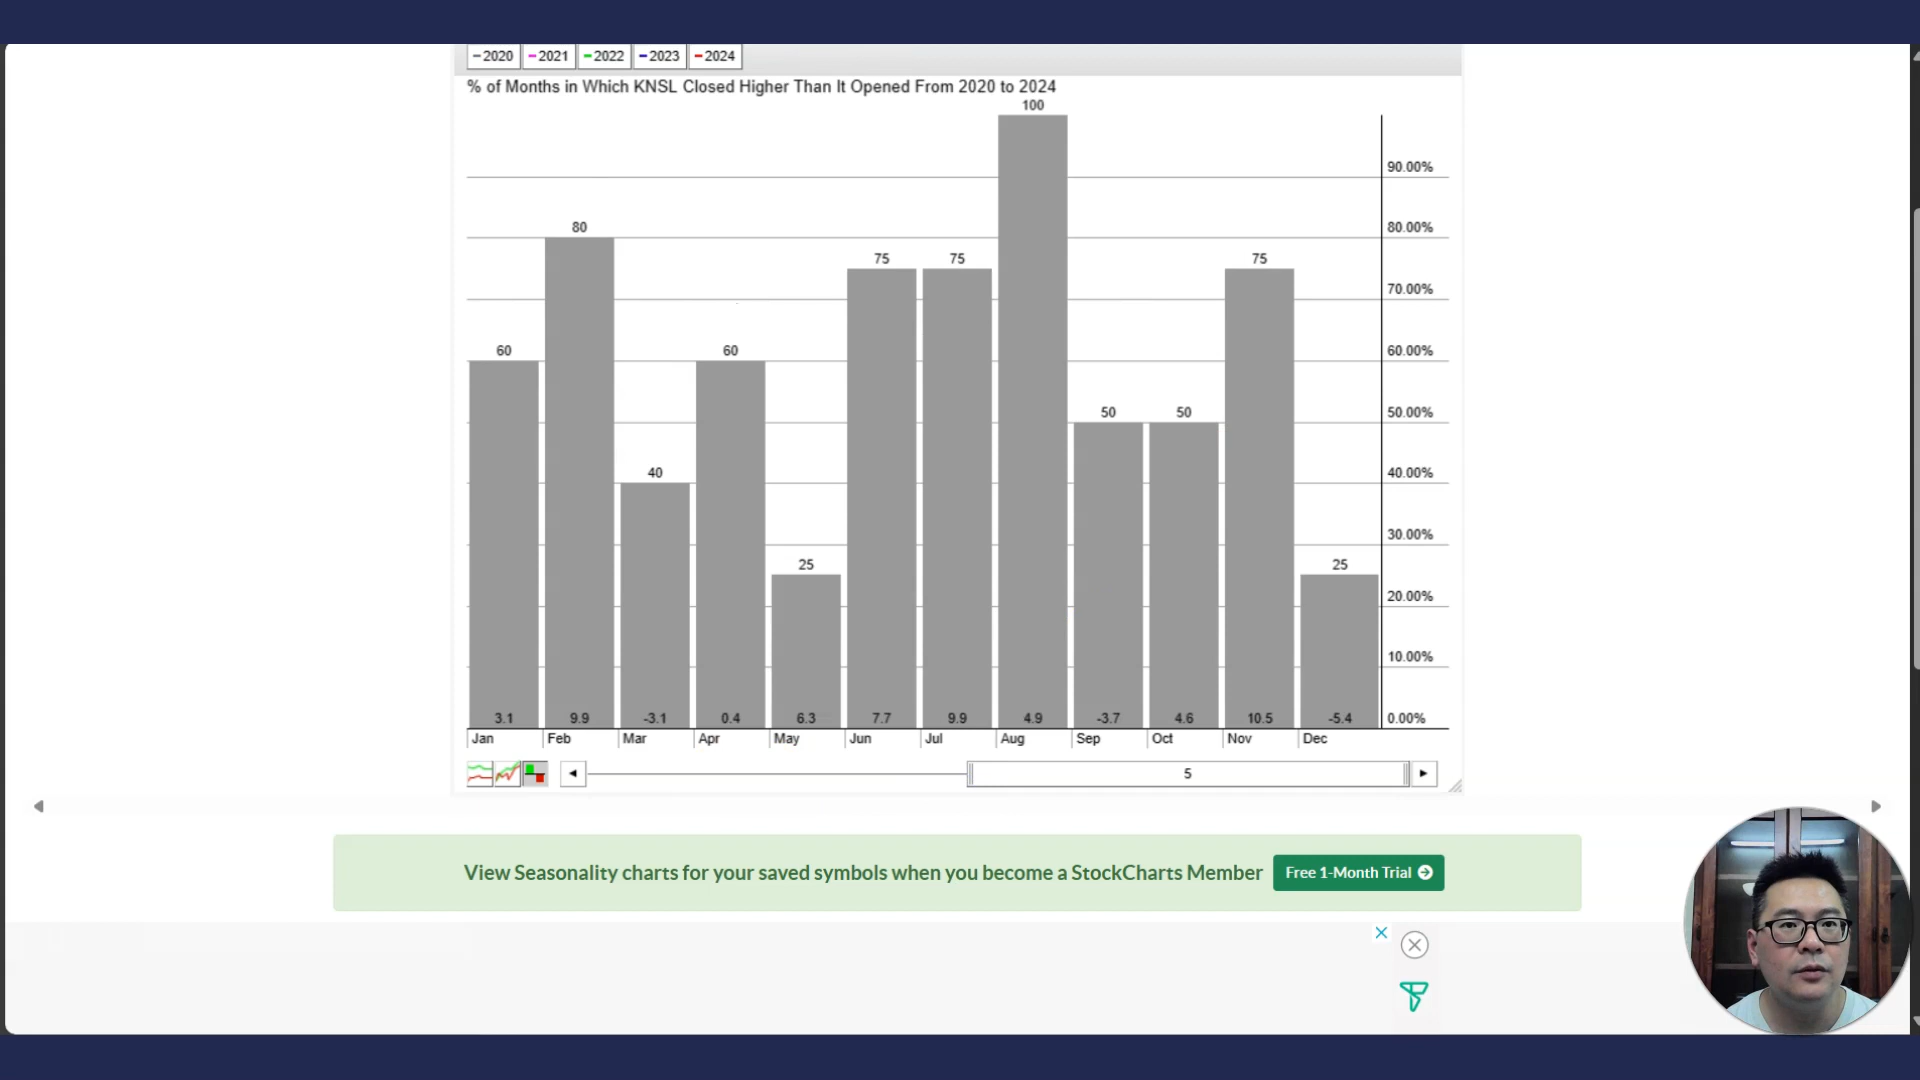 2020 2021 2022 2023 2024
% of Months in Which KNSL Closed Higher Than It Opened From 2020 to 2024
100
90.00%
80
80.00%
75 75 75
70.00%
60 60
60.00%
50 50
50.00%
40
40.00%
30.00%
25 25
20.00%
10.00%
3.1 9.9 -3.1 0.4 6.3 7.7 9.9 4.9 -3.7 4.6 10.5 -5.4 0.00%
Jan Feb Mar Apr May Jun Jul Aug Sep Oct Nov Dec
5
View Seasonality charts for your saved symbols when you become a StockCharts Member Free 1-Month Trial